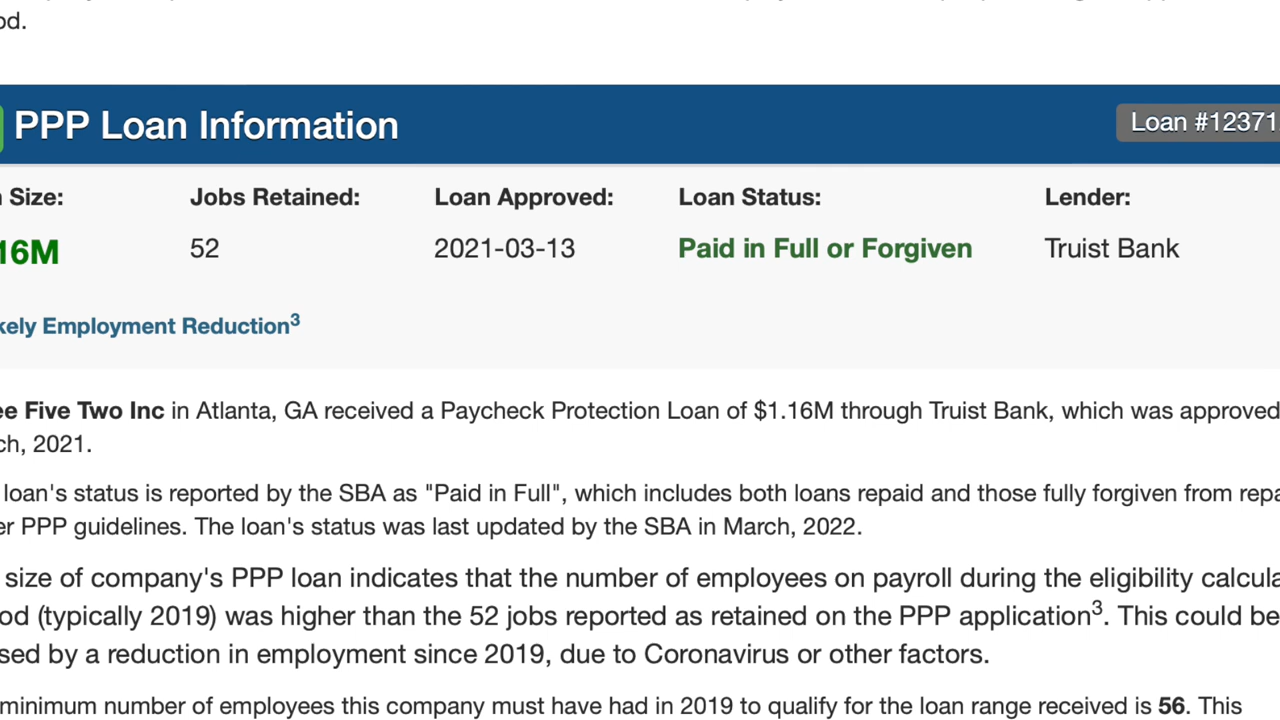 od.
PPP Loan Information
Loan #12371
Size:
Jobs Retained:
Loan Approved:
Loan Status:
Lender:
16M
52
2021-03-13
Paid in Full or Forgiven
Truist Bank
kely Employment Reduction3
ee Five Two Inc in Atlanta, GA received a Paycheck Protection Loan of $1.16M through Truist Bank, which was approved
ch, 2021.
loan's status is reported by the SBA as "Paid in Full", which includes both loans repaid and those fully forgiven from repa
er PPP guidelines. The loan's status was last updated by the SBA in March, 2022.
size of company's PPP loan indicates that the number of employees on payroll during the eligibility calcula
od (typically 2019) was higher than the 52 jobs reported as retained on the PPP application3. This could be
sed by a reduction in employment since 2019, due to Coronavirus or other factors.
minimum number of employees this company must have had in 2019 to qualify for the loan range received is 56. This